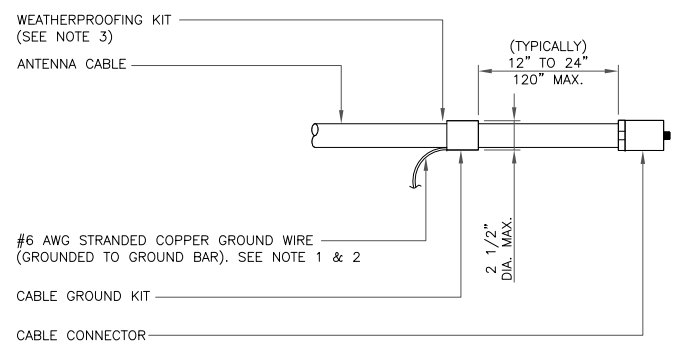 WEATHERPROOFING KIT
(SEE NOTE 3)
ANTENNA CABLE
(TYPICALLY)
12" TO 24"
120" MAX.
2 1/2"
DIA. MAX.
#6 AWG STRANDED COPPER GROUND WIRE
(GROUNDED TO GROUND BAR). SEE NOTE 1 & 2
CABLE GROUND KIT
CABLE CONNECTOR